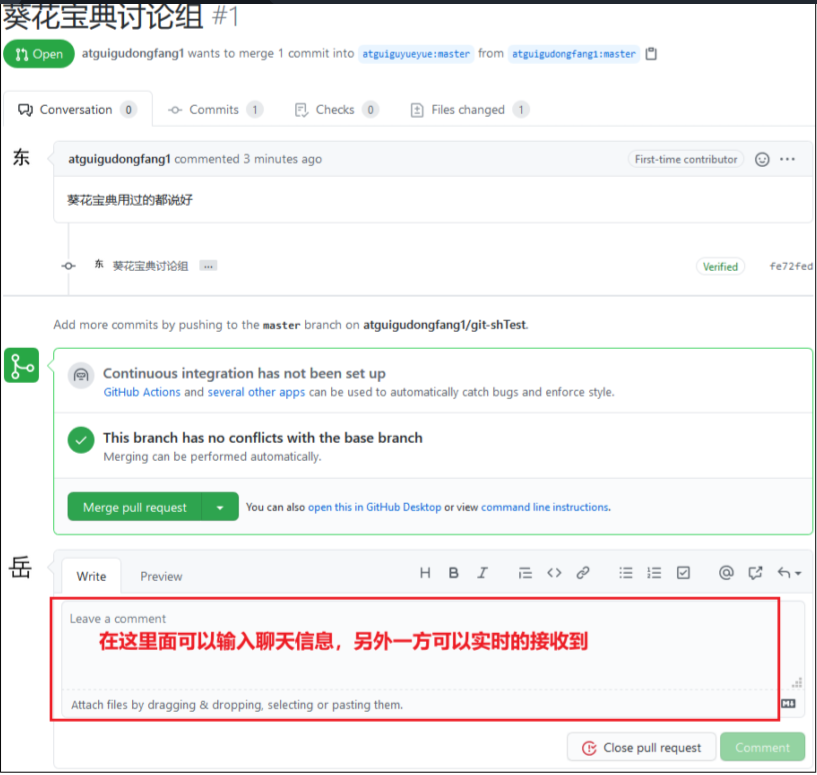 葵花宝典讨论组 #1
Open atguigudongfang1 wants to merge 1 commit into atguiguyueyue:master from atguigudongfang1:master
Conversation 0 Commits 1 Checks 0 Files changed 1
东
atguigudongfang1 commented 3 minutes ago First-time contributor
葵花宝典用过的都说好
东 葵花宝典讨论组 ... Verified fe72fed
Add more commits by pushing to the master branch on atguigudongfang1/git-shTest.
Continuous integration has not been set up
GitHub Actions and several other apps can be used to automatically catch bugs and enforce style.
This branch has no conflicts with the base branch
Merging can be performed automatically.
Merge pull request You can also open this in GitHub Desktop or view command line instructions.
岳
Write Preview H B I
Leave a comment
在这里面可以输入聊天信息，另外一方可以实时的接收到
Attach files by dragging & dropping, selecting or pasting them.
Close pull request Comment